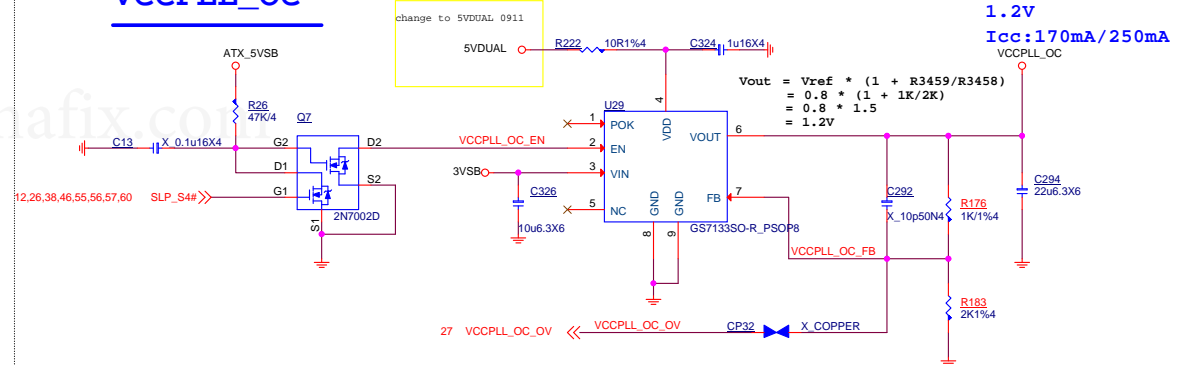 VCCPLL_OC
change to 5VDUAL 0911
1.2V
Icc:170mA/250mA
VCCPLL_OC
5VDUAL
R222
10R1%4
C324
1u16X4
ATX_5VSB
Vout = Vref * (1 + R3459/R3458)
= 0.8 * (1 + 1K/2K)
= 0.8 * 1.5
= 1.2V
R26
47K/4
Q7
U29
4
VDD
1
POK
VOUT
6
C13
X_0.1u16X4
G2
D2
VCCPLL_OC_EN
2
EN
D1
S2
3VSB
3
VIN
12,26,38,46,55,56,57,60
SLP_S4#
G1
2N7002D
S1
C326
10u6.3X6
5
NC
GND
GND
FB
7
8
9
GS7133SO-R_PSOP8
C292
X_10p50N4
R176
1K/1%4
C294
22u6.3X6
VCCPLL_OC_FB
R183
2K1%4
27
VCCPLL_OC_OV
VCCPLL_OC_OV
CP32
X_COPPER
afix.com